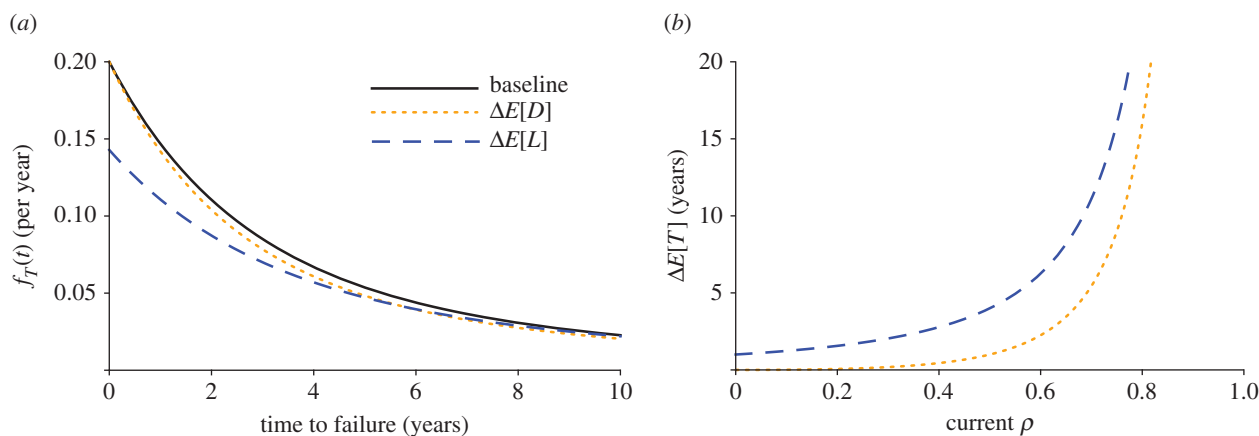 (a)
0.20
0.15
0.10
0.05
f_T(t) (per year)
0
2
4
6
8
10
time to failure (years)
baseline
ΔE[D]
ΔE[L]
(b)
20
15
10
5
ΔE[T] (years)
0
0.2
0.4
0.6
0.8
1.0
current ρ